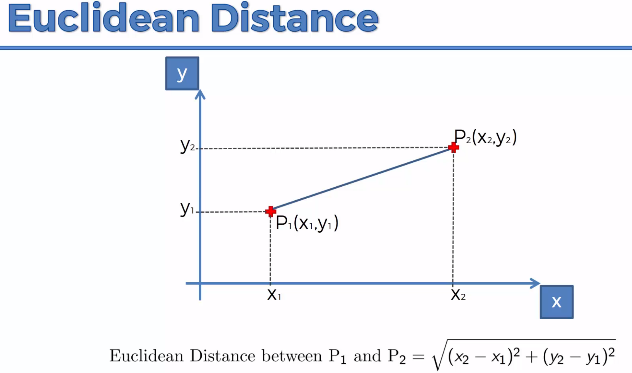 Euclidean Distance
y
P₂(x₂,y₂)
y₂
y₁
P₁(x₁,y₁)
x₁
x₂
x
Euclidean Distance between P₁ and P₂ = √((x₂ − x₁)² + (y₂ − y₁)²)